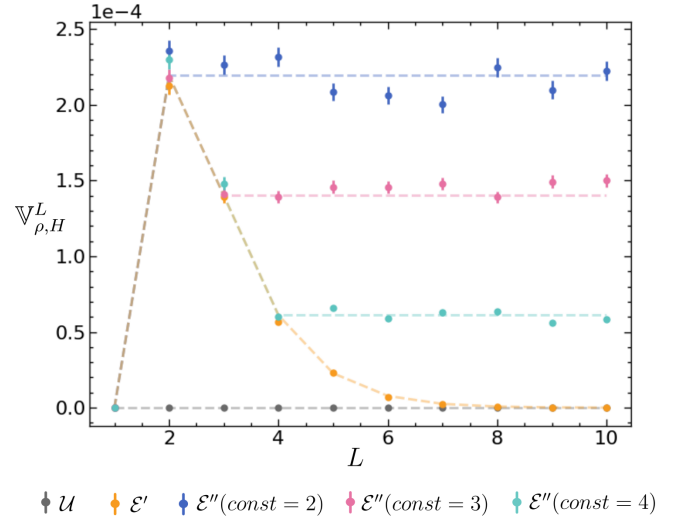 1e−4
2.5
2.0
1.5
1.0
0.5
0.0
𝕍ᴸ_{ρ,H}
2 4 6 8 10
L
𝒰 ℰ′ ℰ″(const = 2) ℰ″(const = 3) ℰ″(const = 4)